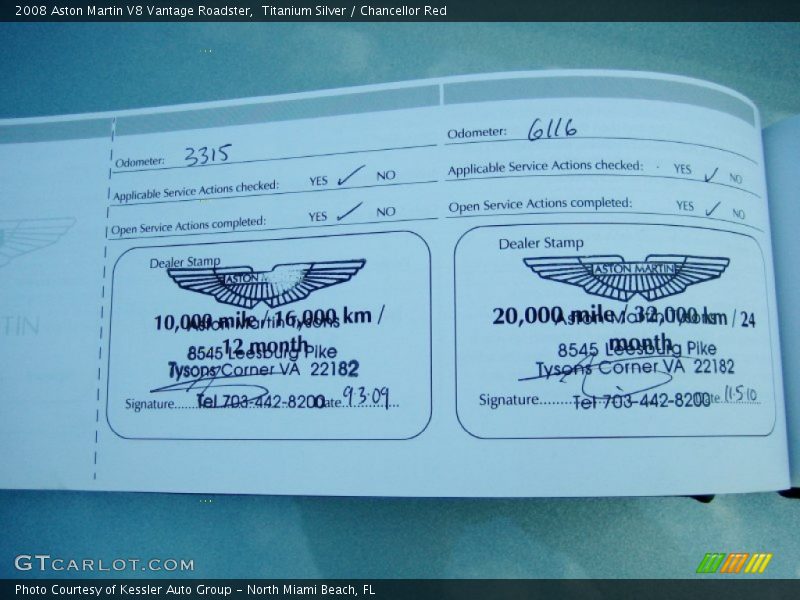 2008 Aston Martin V8 Vantage Roadster,  Titanium Silver / Chancellor Red
Odometer: 3315
Applicable Service Actions checked: YES ✓ NO
Open Service Actions completed: YES ✓ NO
Dealer Stamp
ASTON
10,000 mile / 16,000 km /
Aston Martin Tysons
12 month
8545 Leesburg Pike
Tysons Corner VA 22182
Signature.......Tel 703-442-8200 Date 9.3.09
Odometer: 6116
Applicable Service Actions checked: YES ✓ NO
Open Service Actions completed: YES ✓ NO
Dealer Stamp
ASTON MARTIN
20,000 mile / 32,000 km / 24
Aston Martin Tysons
month
8545 Leesburg Pike
Tysons Corner VA 22182
Signature........Tel 703-442-8200 Date 11.5.10
TIN
GTCARLOT.COM
Photo Courtesy of Kessler Auto Group - North Miami Beach, FL